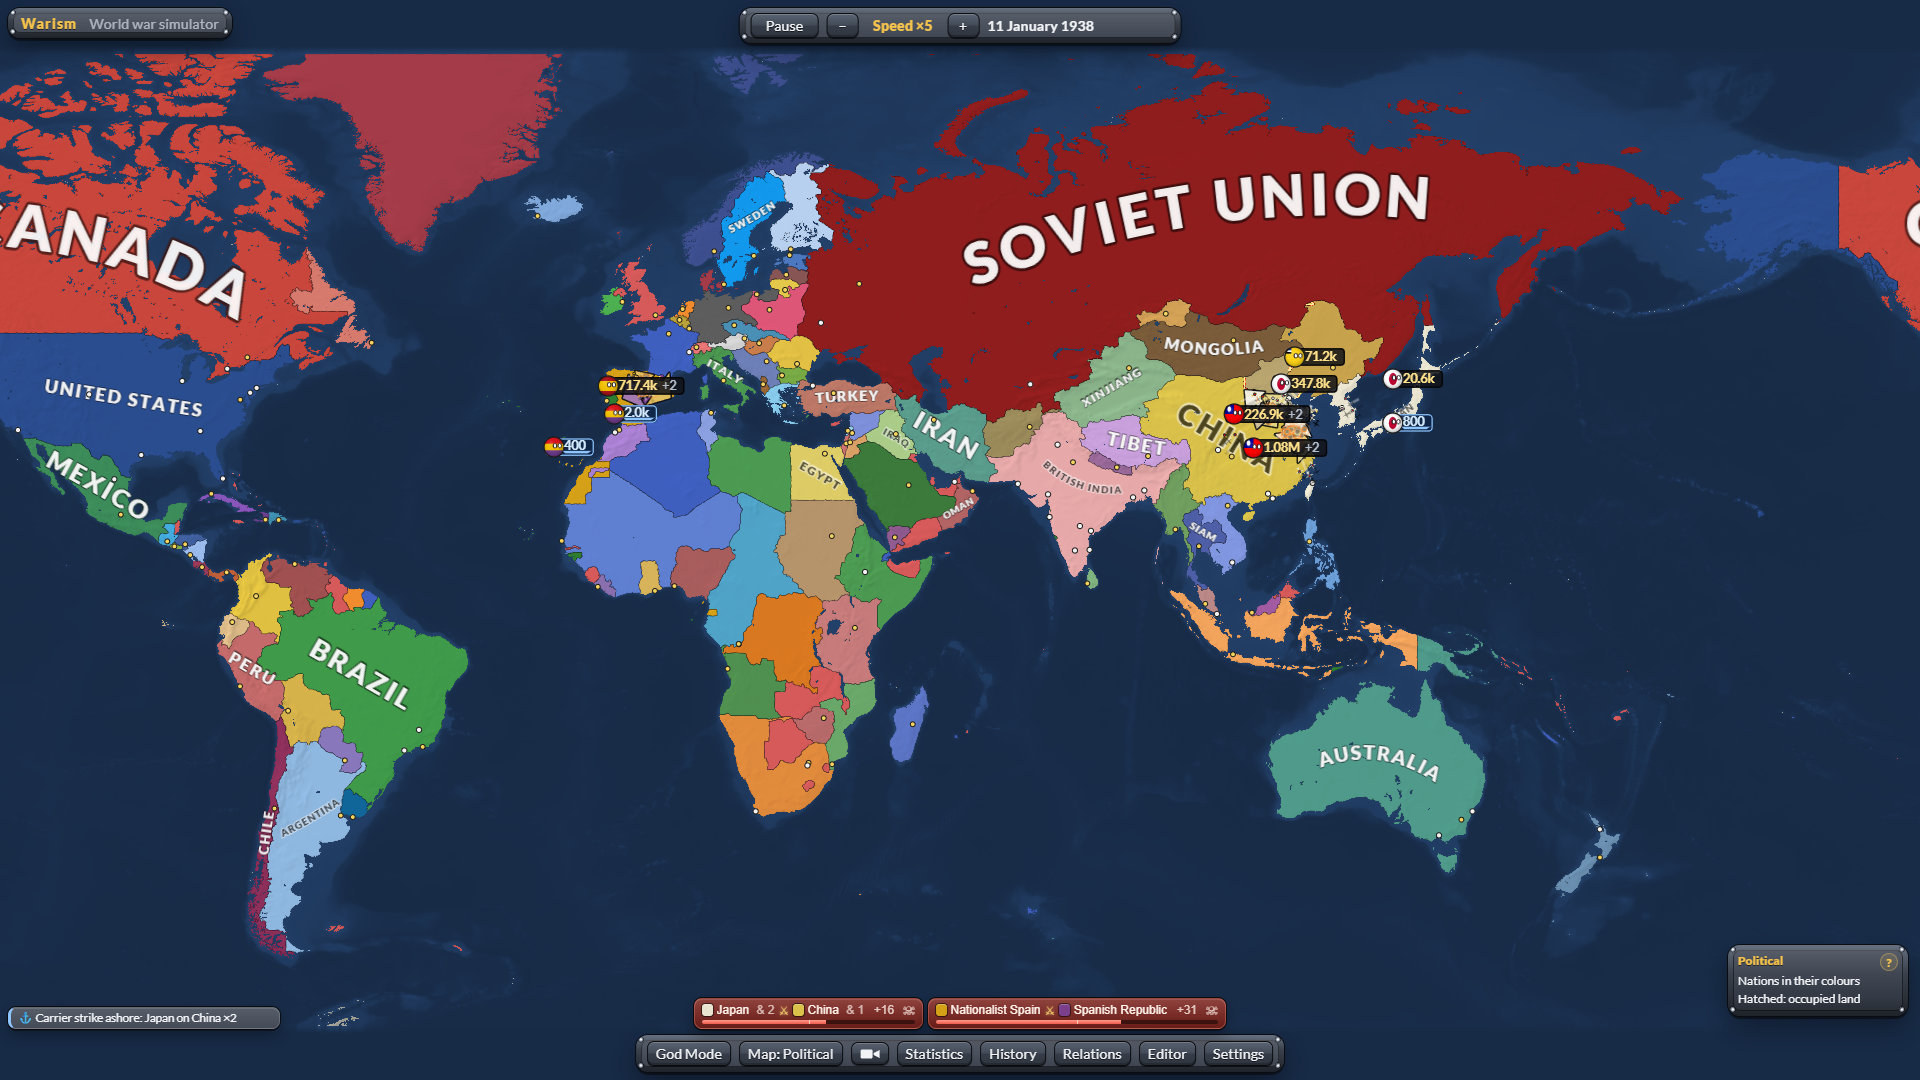 Warism World war simulator
Pause − Speed ×5 + 11 January 1938
SOVIET UNION
CANADA
SWEDEN
UNITED STATES
MEXICO
ITALY
TURKEY
IRAQ
IRAN
EGYPT
OMAN
MONGOLIA
XINJIANG
TIBET
CHINA
BRITISH INDIA
SIAM
BRAZIL
PERU
CHILE
ARGENTINA
AUSTRALIA
717.4k +2
2.0k
400
71.2k
347.8k
20.6k
226.9k +2
800
1.08M +2
Political ?
Nations in their colours
Hatched: occupied land
Carrier strike ashore: Japan on China ×2
Japan & 2 China & 1 +16
Nationalist Spain Spanish Republic +31
God Mode Map: Political Statistics History Relations Editor Settings